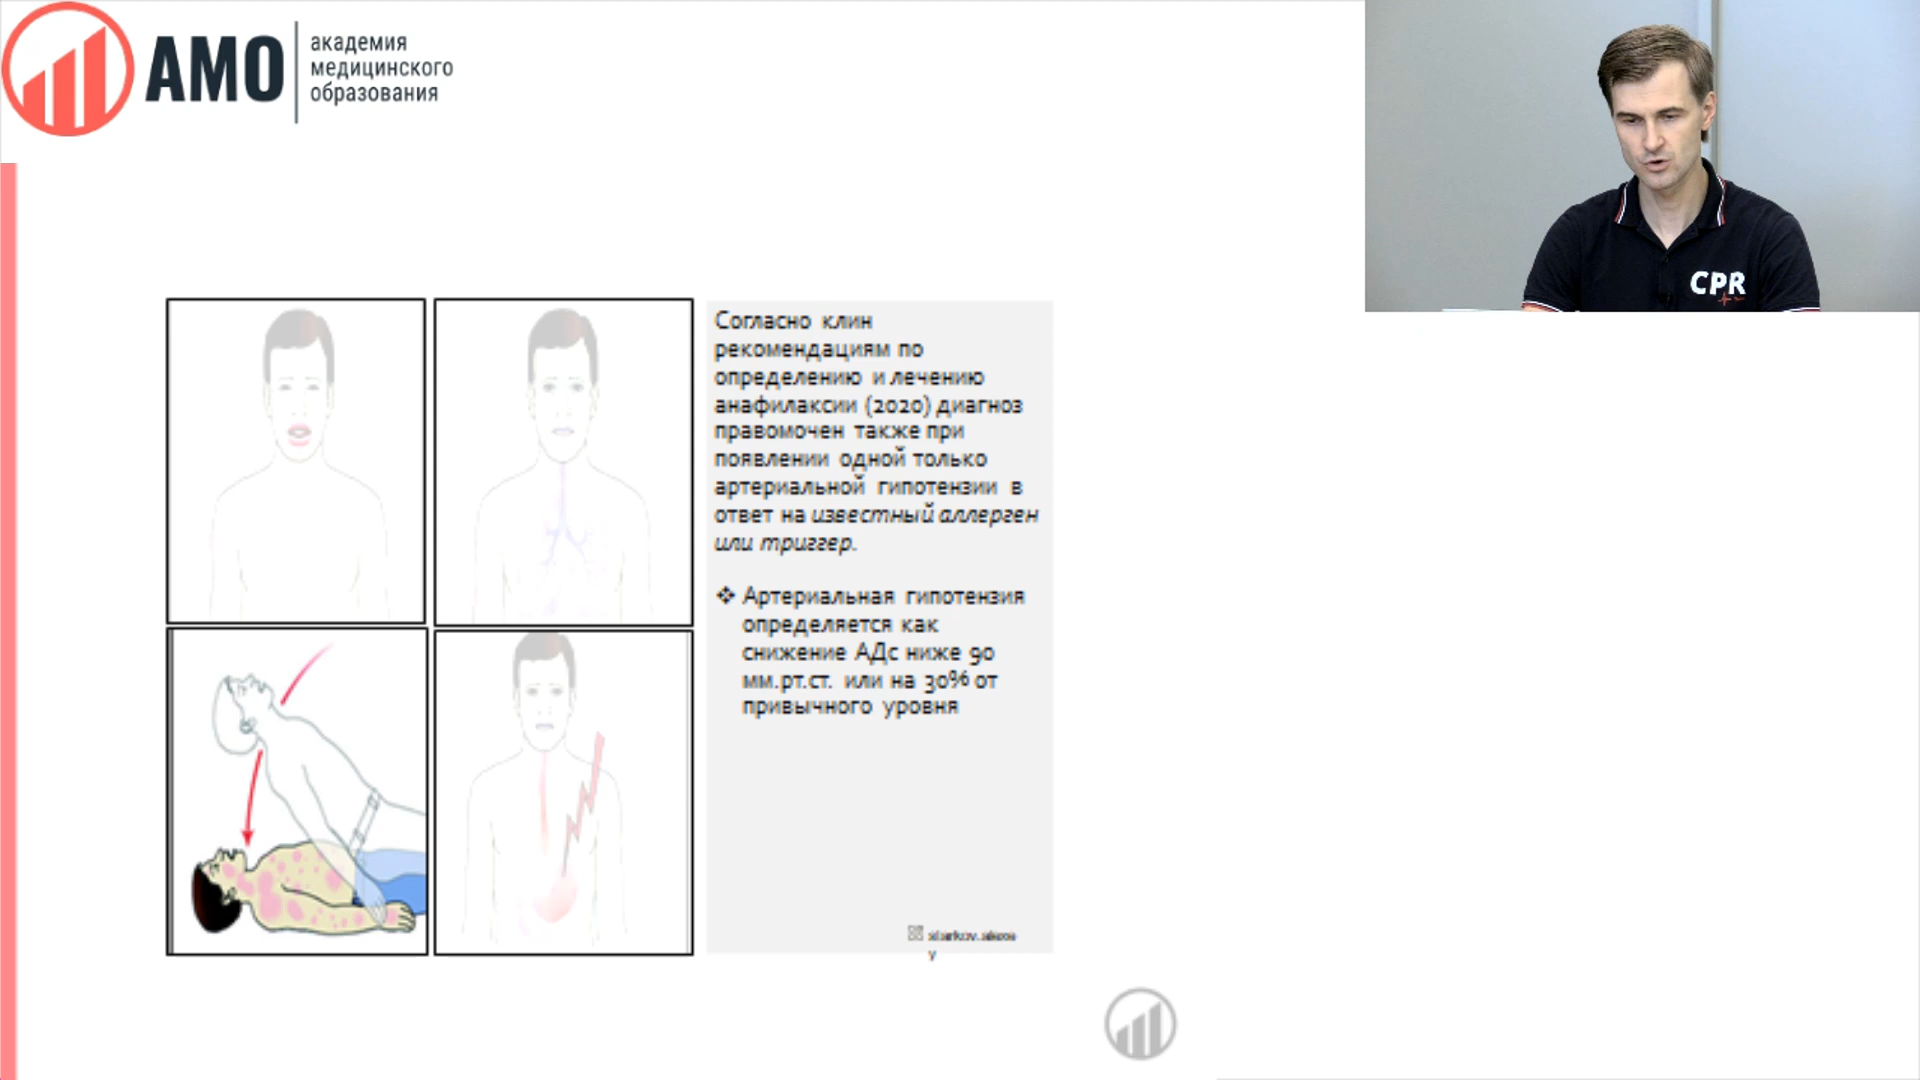 АМО
академия
медицинского
образования
CPR
Согласно клин
рекомендациям по
определению и лечению
анафилаксии (2020) диагноз
правомочен также при
появлении одной только
артериальной гипотензии в
ответ на известный аллерген
или триггер.
❖ Артериальная гипотензия
определяется как
снижение АДс ниже 90
мм.рт.ст. или на 30% от
привычного уровня
starkov.alexe
y